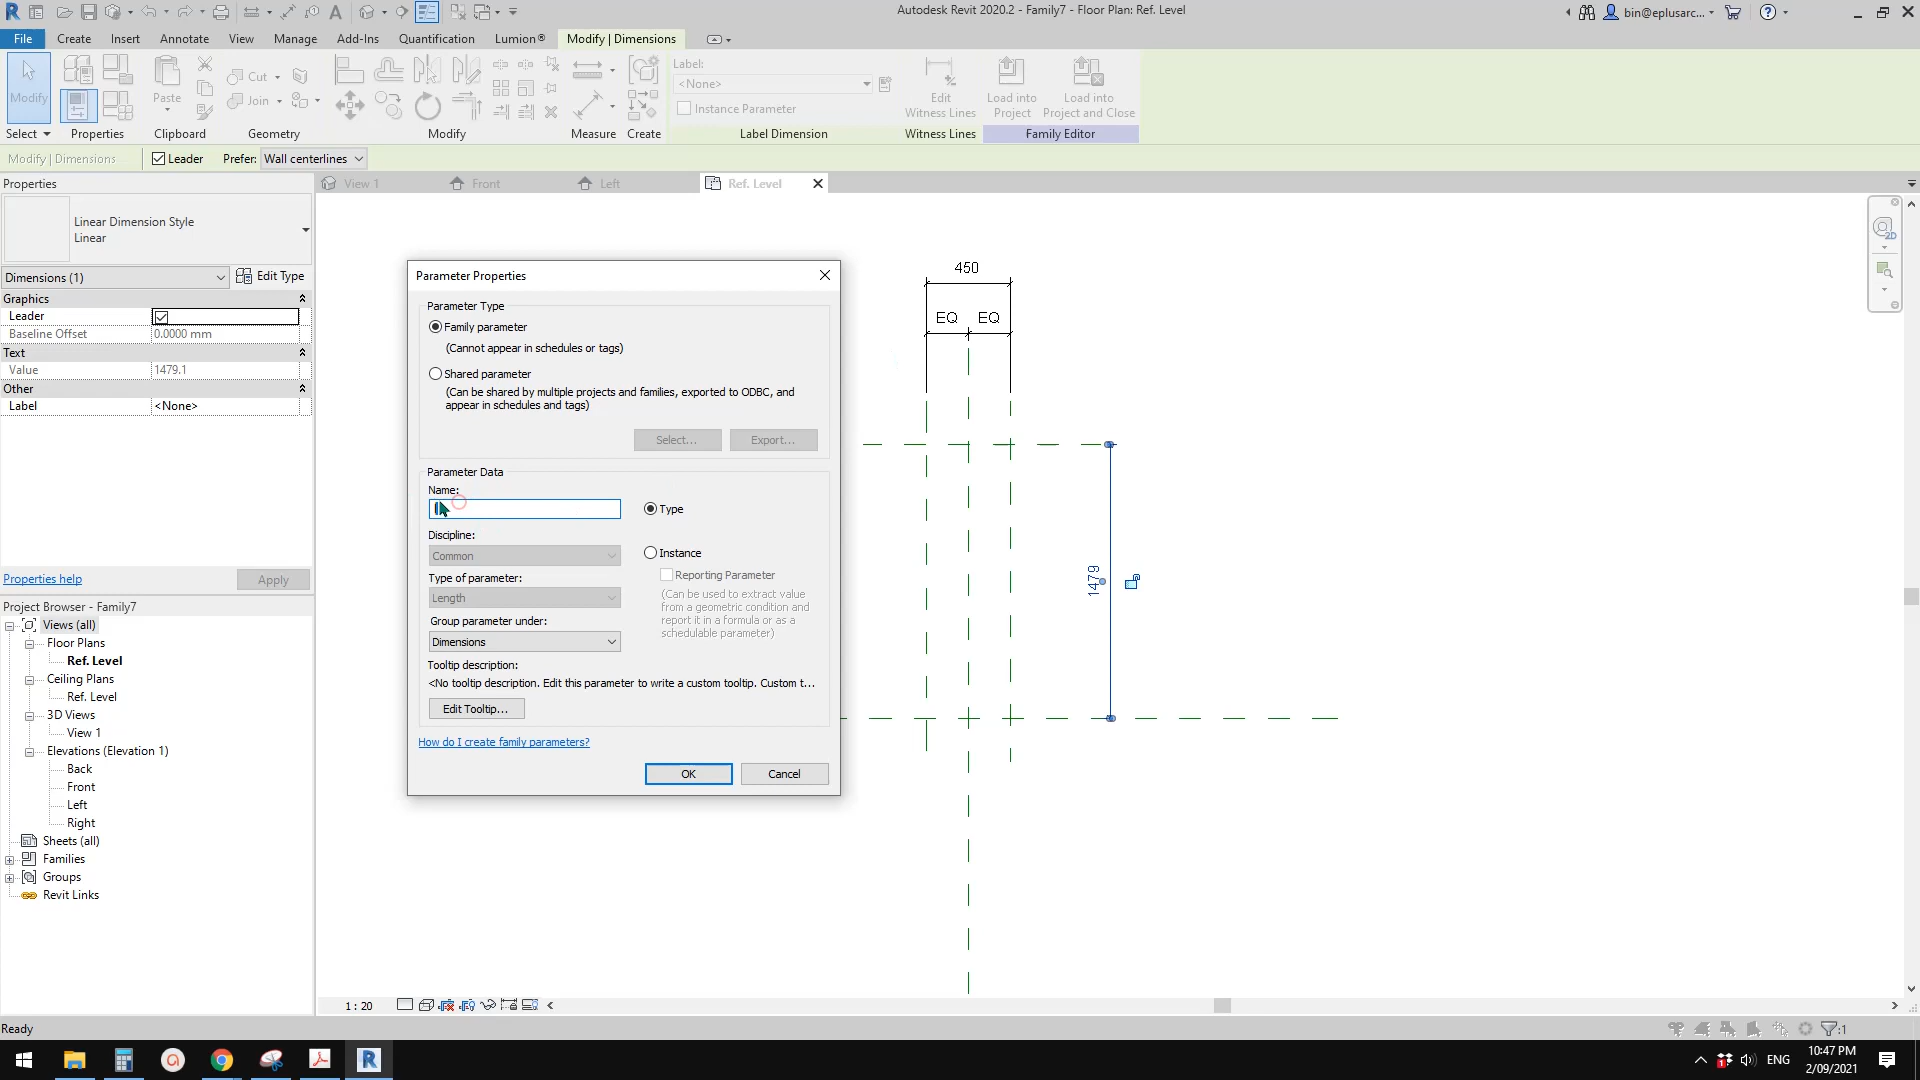 Autodesk Revit 2020.2 - Family7 - Floor Plan: Ref. Level
bin@eplusarc...
File Create Insert Annotate View Manage Add-Ins Quantification Lumion® Modify | Dimensions
Modify
Paste
Cut
Join
Label:
<None>
Instance Parameter
Edit
Witness Lines
Load into
Project
Load into
Project and Close
Select Properties Clipboard Geometry Modify Measure Create Label Dimension Witness Lines Family Editor
Modify | Dimensions Leader Prefer: Wall centerlines
Properties
View 1 Front Left Ref. Level
Linear Dimension Style
Linear
Dimensions (1) Edit Type
Graphics
Leader
Baseline Offset 0.0000 mm
Text
Value 1479.1
Other
Label <None>
Properties help Apply
Project Browser - Family7
Views (all)
Floor Plans
Ref. Level
Ceiling Plans
Ref. Level
3D Views
View 1
Elevations (Elevation 1)
Back
Front
Left
Right
Sheets (all)
Families
Groups
Revit Links
Parameter Properties
Parameter Type
Family parameter
(Cannot appear in schedules or tags)
Shared parameter
(Can be shared by multiple projects and families, exported to ODBC, and
appear in schedules and tags)
Select... Export...
Parameter Data
Name:
Type
Discipline:
Common
Instance
Type of parameter:
Reporting Parameter
Length
(Can be used to extract value
from a geometric condition and
report it in a formula or as a
schedulable parameter)
Group parameter under:
Dimensions
Tooltip description:
<No tooltip description. Edit this parameter to write a custom tooltip. Custom t...
Edit Tooltip...
How do I create family parameters?
OK Cancel
450
EQ EQ
1479
2D
1 : 20
Ready
:1
ENG
10:47 PM
2/09/2021